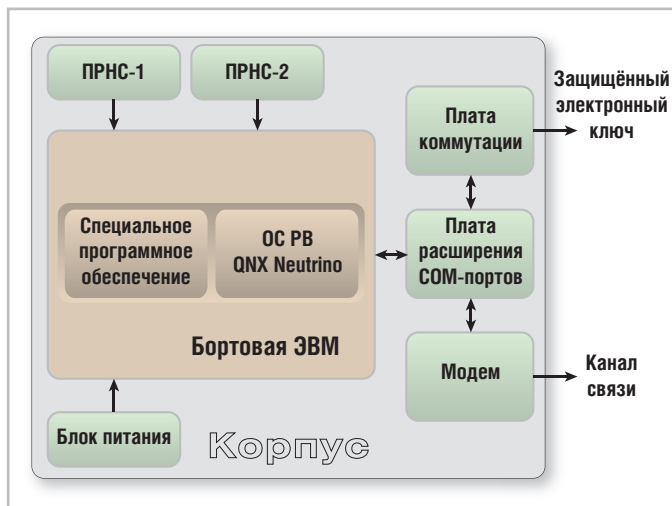 ПРНС-1
ПРНС-2
Защищённый
электронный
ключ
Плата
коммутации
Специальное
программное
обеспечение
ОС РВ
QNX Neutrino
Плата
расширения
COM-портов
Бортовая ЭВМ
Модем
Канал
связи
Блок питания
Корпус